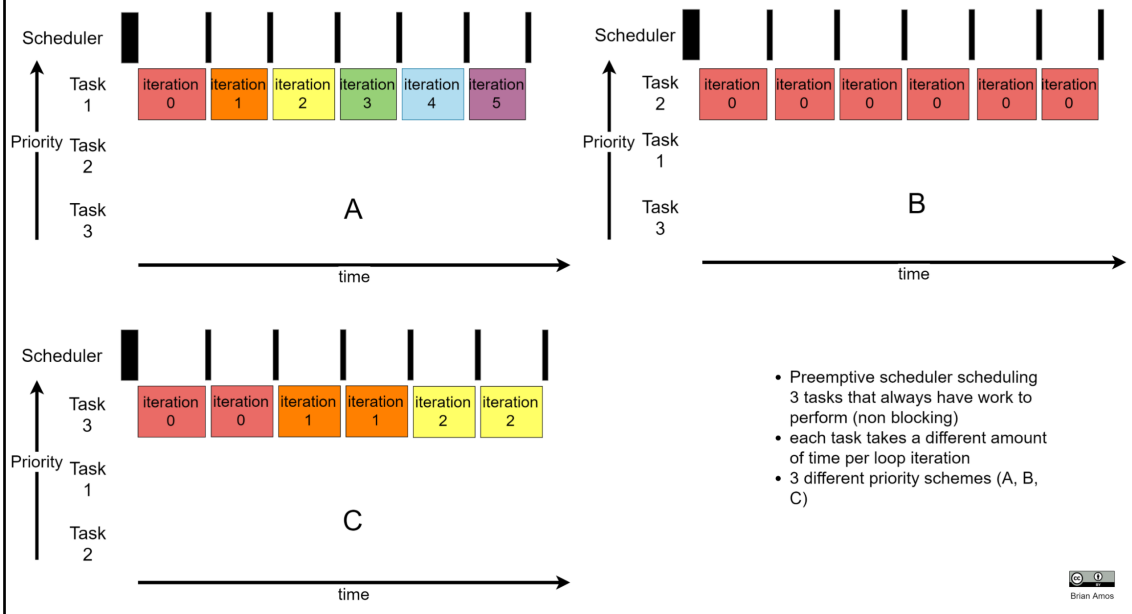 Scheduler
Task
1
iteration
0
iteration
1
iteration
2
iteration
3
iteration
4
iteration
5
Priority
Task
2
Task
3
A
time
Scheduler
Task
2
iteration
0
iteration
0
iteration
0
iteration
0
iteration
0
iteration
0
Priority
Task
1
Task
3
B
time
Scheduler
Task
3
iteration
0
iteration
0
iteration
1
iteration
1
iteration
2
iteration
2
Priority
Task
1
Task
2
C
time
• Preemptive scheduler scheduling
3 tasks that always have work to
perform (non blocking)
• each task takes a different amount
of time per loop iteration
• 3 different priority schemes (A, B,
C)
cc
BY
Brian Amos